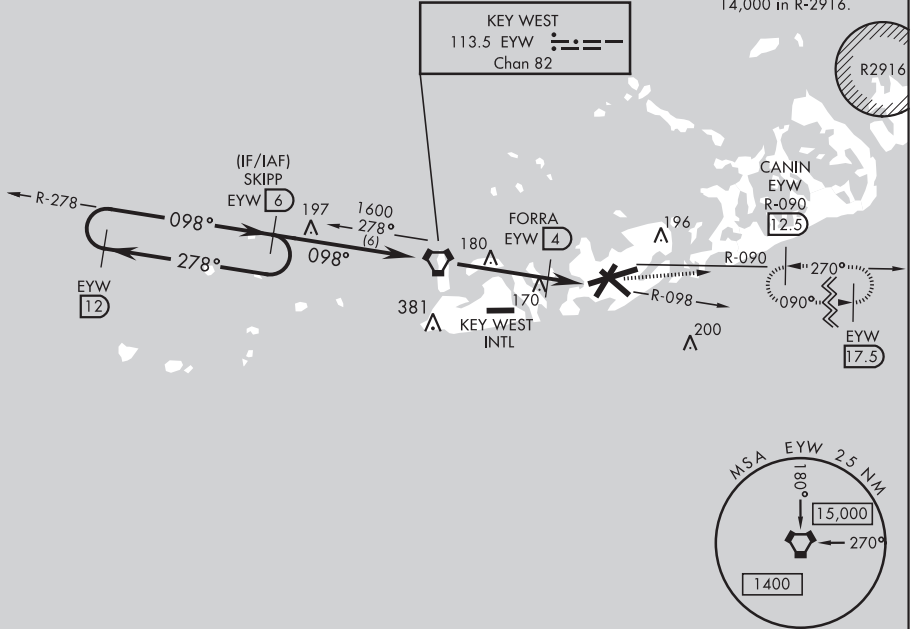 14,000 in R-2916.
KEY WEST
113.5 EYW
Chan 82
R2916
(IF/IAF)
SKIPP
EYW 6
R-278
098°
278°
EYW
12
197
1600
278°
(6)
098°
180
FORRA
EYW 4
196
CANIN
EYW
R-090
12.5
R-090
270°
090°
EYW
17.5
R-098
381
170
KEY WEST
INTL
200
MSA EYW 25 NM
180°
15,000
270°
1400